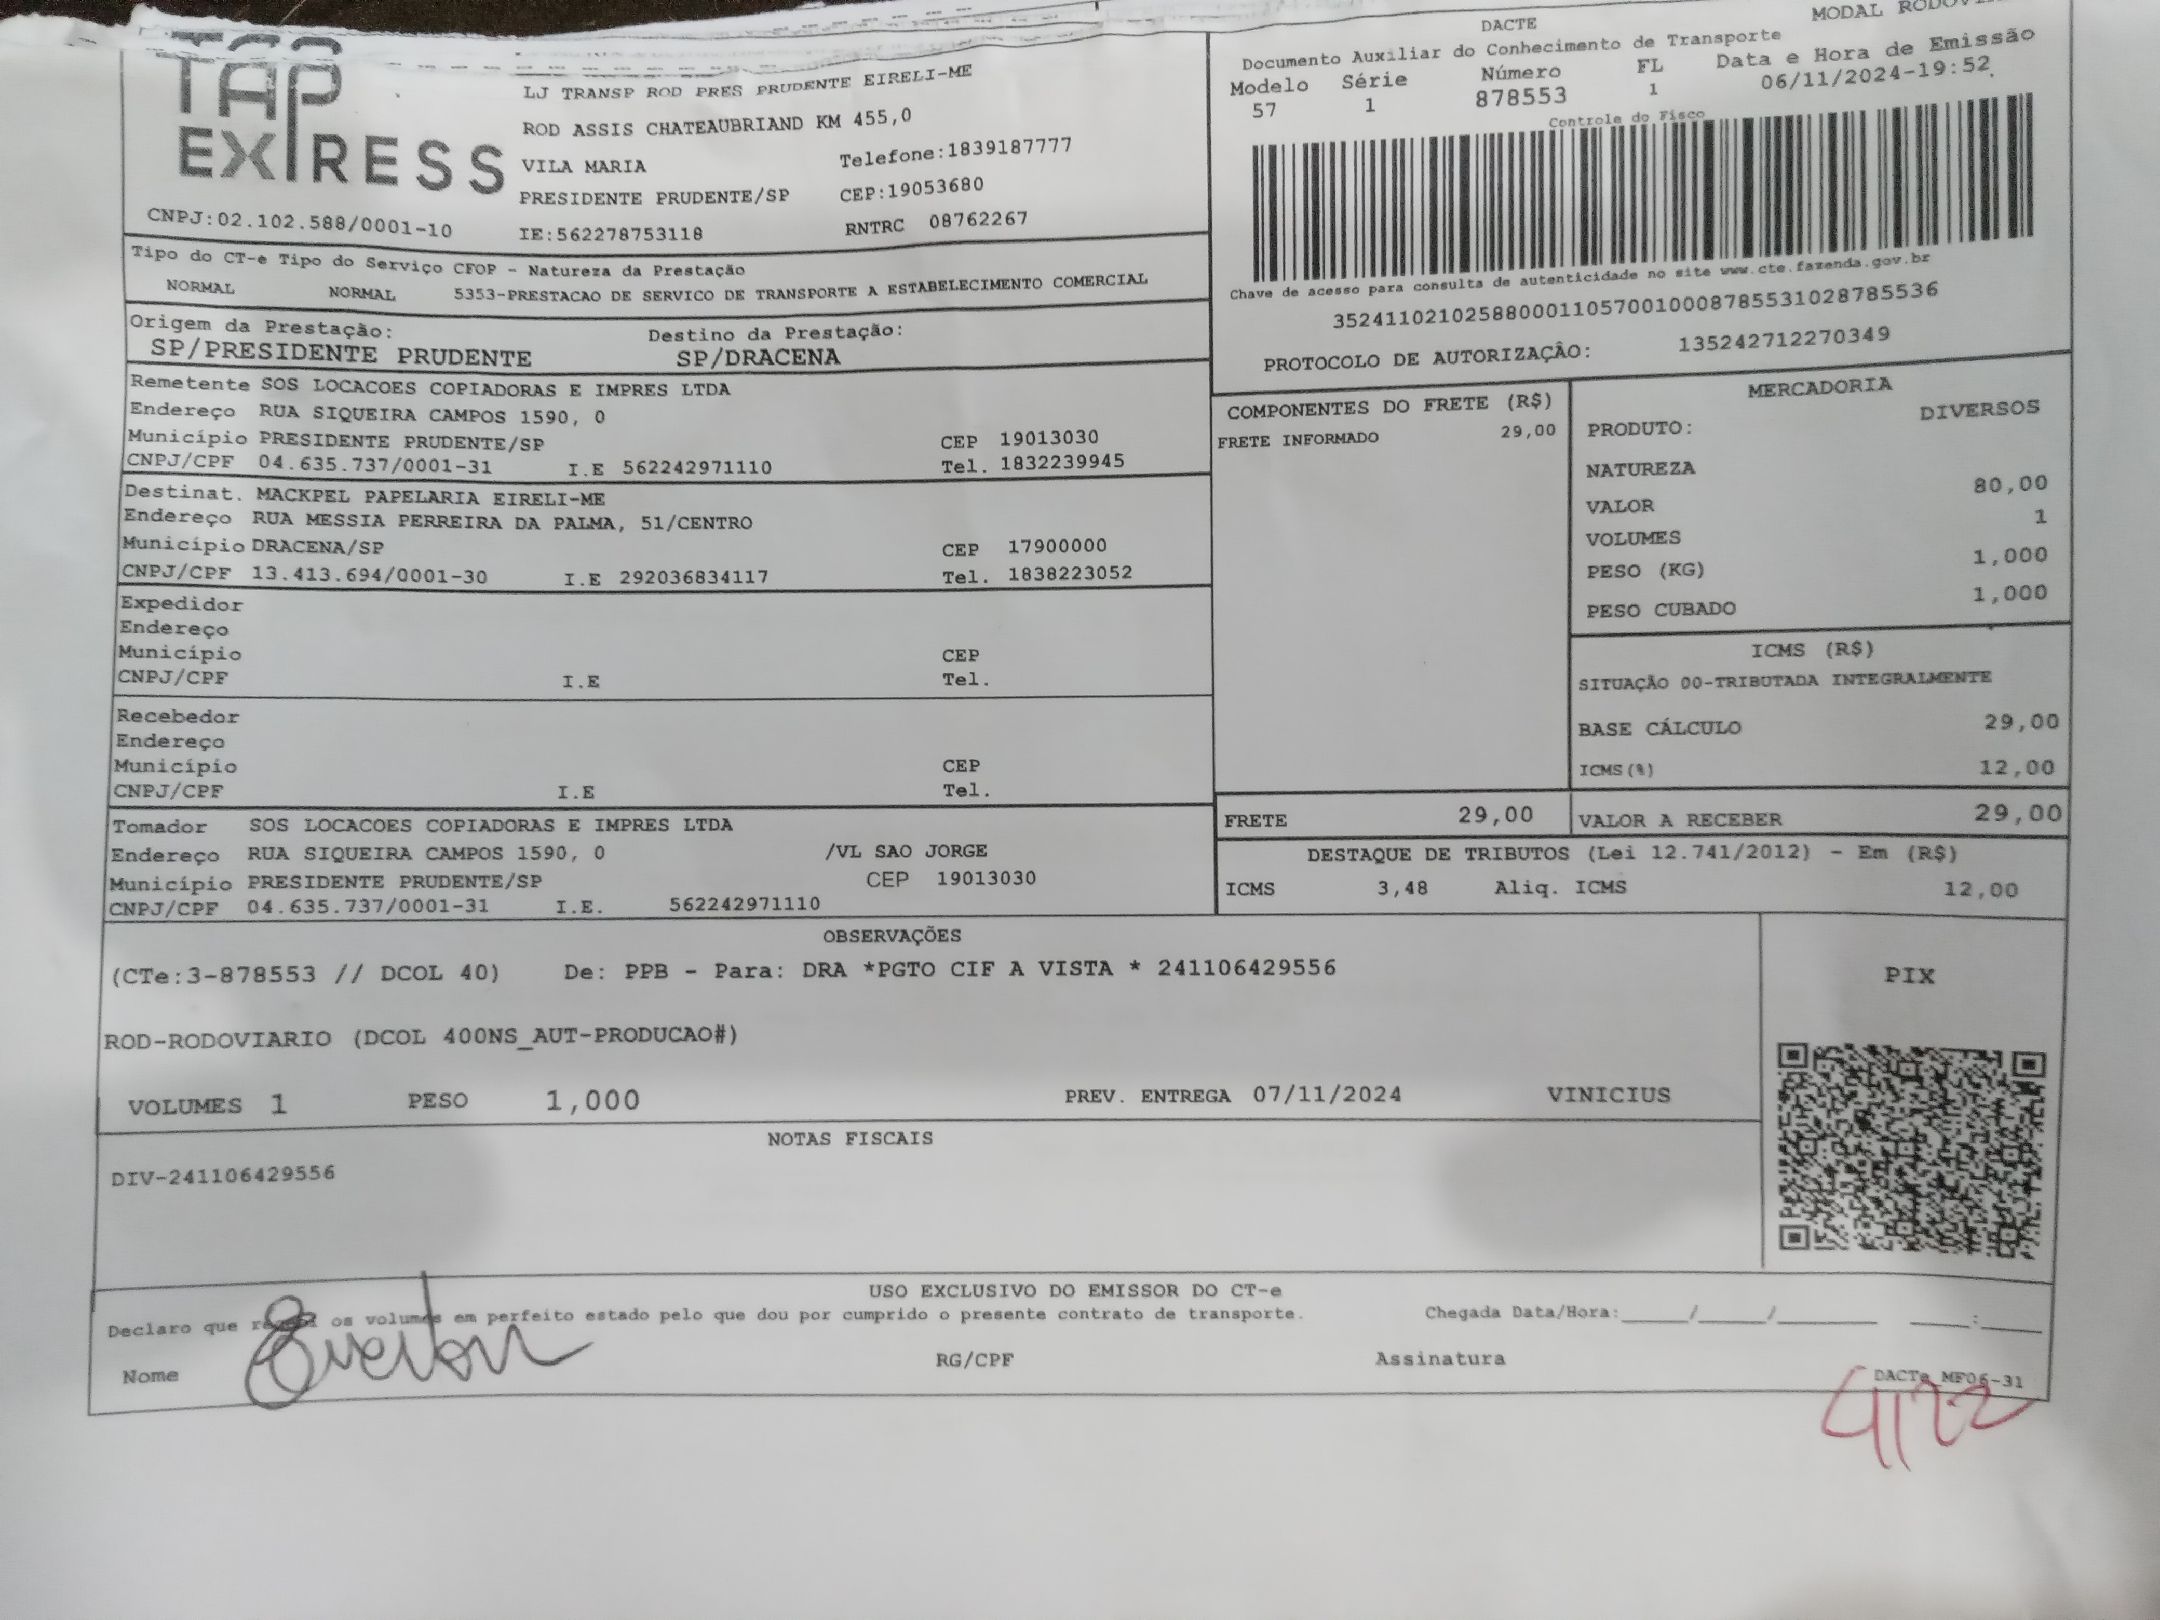 TAP
EXPRESS
LJ TRANSP ROD PRES PRUDENTE EIRELI-ME
ROD ASSIS CHATEAUBRIAND KM 455,0
VILA MARIA Telefone:1839187777
PRESIDENTE PRUDENTE/SP CEP:19053680
CNPJ:02.102.588/0001-10 IE:562278753118 RNTRC 08762267
DACTE
Documento Auxiliar do Conhecimento de Transporte
Modelo Série Número FL Data e Hora de Emissão
57 1 878553 1 06/11/2024-19:52
Controle do Fisco
Chave de acesso para consulta de autenticidade no site www.cte.fazenda.gov.br
35241102102588000110570010008785531028785536
PROTOCOLO DE AUTORIZAÇÃO: 135242712270349
Tipo do CT-e Tipo do Serviço CFOP - Natureza da Prestação
NORMAL NORMAL 5353-PRESTACAO DE SERVICO DE TRANSPORTE A ESTABELECIMENTO COMERCIAL
Origem da Prestação: Destino da Prestação:
SP/PRESIDENTE PRUDENTE SP/DRACENA
Remetente SOS LOCACOES COPIADORAS E IMPRES LTDA
Endereço RUA SIQUEIRA CAMPOS 1590, 0
Município PRESIDENTE PRUDENTE/SP CEP 19013030
CNPJ/CPF 04.635.737/0001-31 I.E 562242971110 Tel. 1832239945
Destinat. MACKPEL PAPELARIA EIRELI-ME
Endereço RUA MESSIA PERREIRA DA PALMA, 51/CENTRO
Município DRACENA/SP CEP 17900000
CNPJ/CPF 13.413.694/0001-30 I.E 292036834117 Tel. 1838223052
Expedidor
Endereço
Município CEP
CNPJ/CPF I.E Tel.
Recebedor
Endereço
Município CEP
CNPJ/CPF I.E Tel.
Tomador SOS LOCACOES COPIADORAS E IMPRES LTDA
Endereço RUA SIQUEIRA CAMPOS 1590, 0 /VL SAO JORGE
Município PRESIDENTE PRUDENTE/SP CEP 19013030
CNPJ/CPF 04.635.737/0001-31 I.E. 562242971110
COMPONENTES DO FRETE (R$)
FRETE INFORMADO 29,00
MERCADORIA
PRODUTO: DIVERSOS
NATUREZA
VALOR 80,00
VOLUMES 1
PESO (KG) 1,000
PESO CUBADO 1,000
ICMS (R$)
SITUAÇÃO 00-TRIBUTADA INTEGRALMENTE
BASE CÁLCULO 29,00
ICMS(%) 12,00
FRETE 29,00 VALOR A RECEBER 29,00
DESTAQUE DE TRIBUTOS (Lei 12.741/2012) - Em (R$)
ICMS 3,48 Aliq. ICMS 12,00
OBSERVAÇÕES
(CTe:3-878553 // DCOL 40) De: PPB - Para: DRA *PGTO CIF A VISTA * 241106429556
ROD-RODOVIARIO (DCOL 400NS_AUT-PRODUCAO#)
VOLUMES 1 PESO 1,000 PREV. ENTREGA 07/11/2024 VINICIUS
PIX
NOTAS FISCAIS
DIV-241106429556
USO EXCLUSIVO DO EMISSOR DO CT-e
Declaro que os volumes em perfeito estado pelo que dou por cumprido o presente contrato de transporte. Chegada Data/Hora:_____/_____/_______ ____:____
Nome RG/CPF Assinatura
DACTe_MF06-31